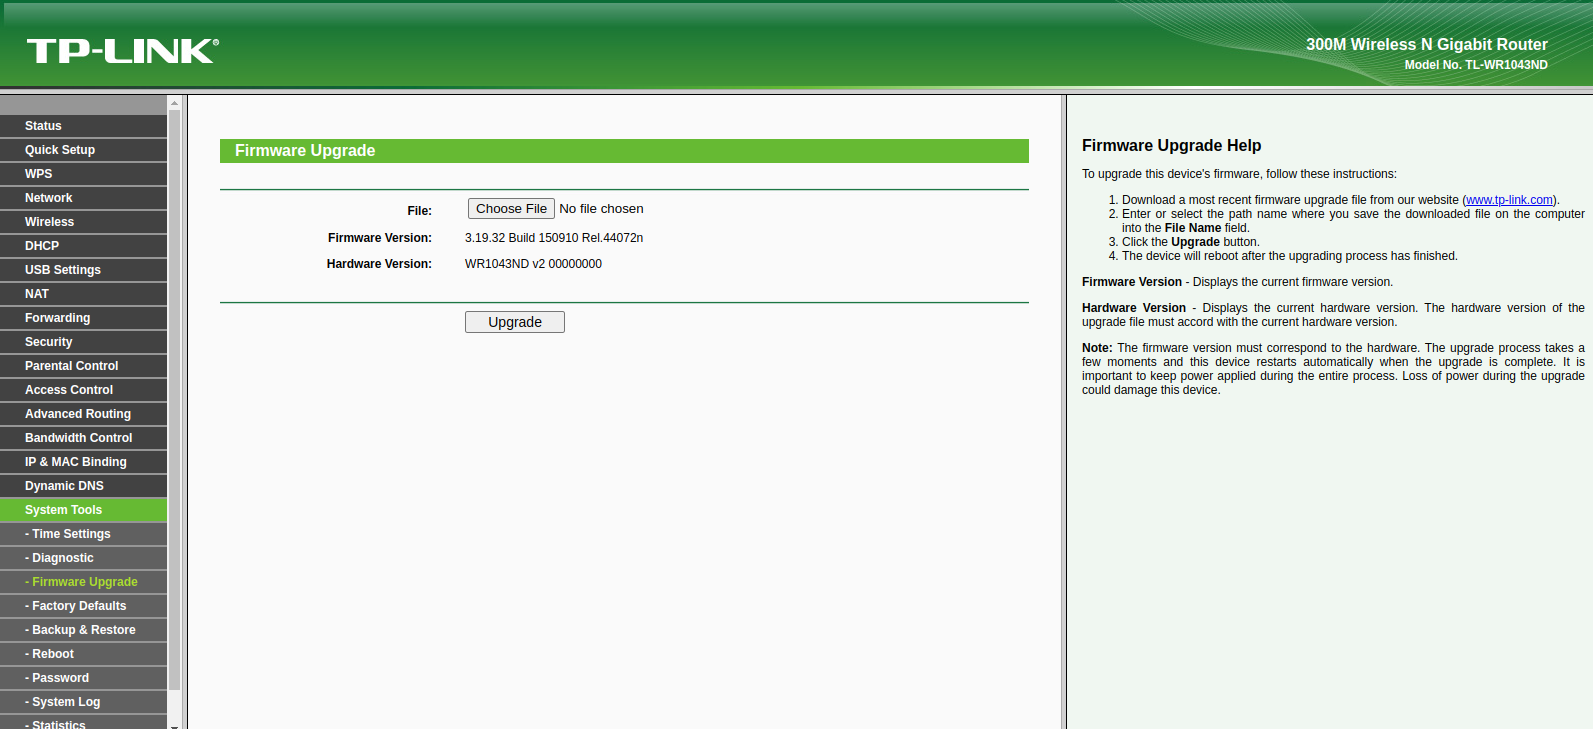 TP-LINK®
300M Wireless N Gigabit Router
Model No. TL-WR1043ND
Status
Quick Setup
WPS
Network
Wireless
DHCP
USB Settings
NAT
Forwarding
Security
Parental Control
Access Control
Advanced Routing
Bandwidth Control
IP & MAC Binding
Dynamic DNS
System Tools
- Time Settings
- Diagnostic
- Firmware Upgrade
- Factory Defaults
- Backup & Restore
- Reboot
- Password
- System Log
- Statistics
Firmware Upgrade
File: Choose File No file chosen
Firmware Version: 3.19.32 Build 150910 Rel.44072n
Hardware Version: WR1043ND v2 00000000
Upgrade
Firmware Upgrade Help
To upgrade this device's firmware, follow these instructions:
1. Download a most recent firmware upgrade file from our website (www.tp-link.com).
2. Enter or select the path name where you save the downloaded file on the computer
into the File Name field.
3. Click the Upgrade button.
4. The device will reboot after the upgrading process has finished.
Firmware Version - Displays the current firmware version.
Hardware Version - Displays the current hardware version. The hardware version of the
upgrade file must accord with the current hardware version.
Note: The firmware version must correspond to the hardware. The upgrade process takes a
few moments and this device restarts automatically when the upgrade is complete. It is
important to keep power applied during the entire process. Loss of power during the upgrade
could damage this device.